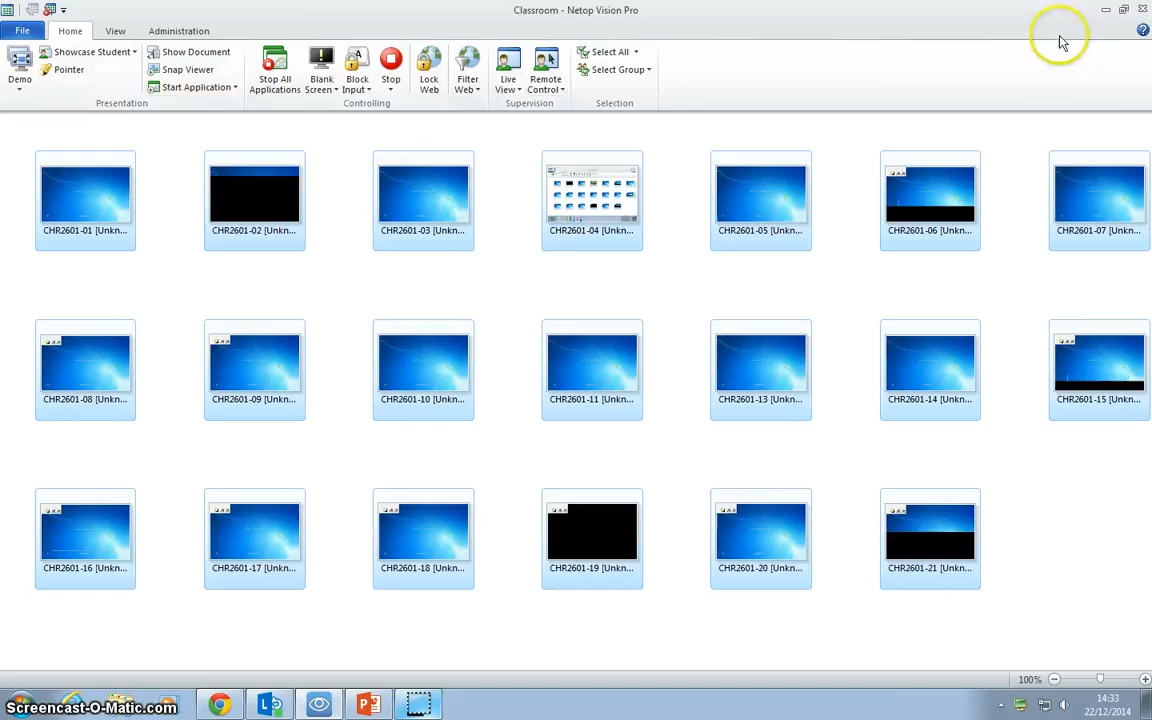 Classroom - Netop Vision Pro
File Home View Administration
Demo
Showcase Student
Pointer
Show Document
Snap Viewer
Start Application
Presentation
Stop All Applications
Blank Screen
Block Input
Stop
Lock Web
Filter Web
Controlling
Live View
Remote Control
Supervision
Select All
Select Group
Selection
CHR2601-01 [Unkn... CHR2601-02 [Unkn... CHR2601-03 [Unkn... CHR2601-04 [Unkn... CHR2601-05 [Unkn... CHR2601-06 [Unkn... CHR2601-07 [Unkn...
CHR2601-08 [Unkn... CHR2601-09 [Unkn... CHR2601-10 [Unkn... CHR2601-11 [Unkn... CHR2601-13 [Unkn... CHR2601-14 [Unkn... CHR2601-15 [Unkn...
CHR2601-16 [Unkn... CHR2601-17 [Unkn... CHR2601-18 [Unkn... CHR2601-19 [Unkn... CHR2601-20 [Unkn... CHR2601-21 [Unkn...
100%
Screencast-O-Matic.com
14:33
22/12/2014